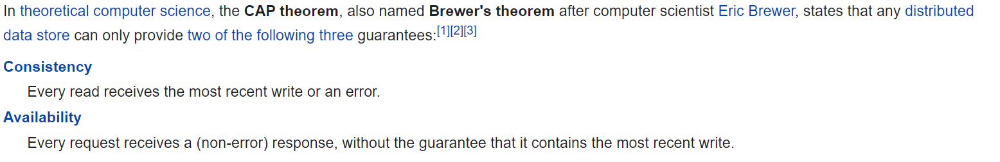 In theoretical computer science, the CAP theorem, also named Brewer's theorem after computer scientist Eric Brewer, states that any distributed
data store can only provide two of the following three guarantees:[1][2][3]
Consistency
Every read receives the most recent write or an error.
Availability
Every request receives a (non-error) response, without the guarantee that it contains the most recent write.